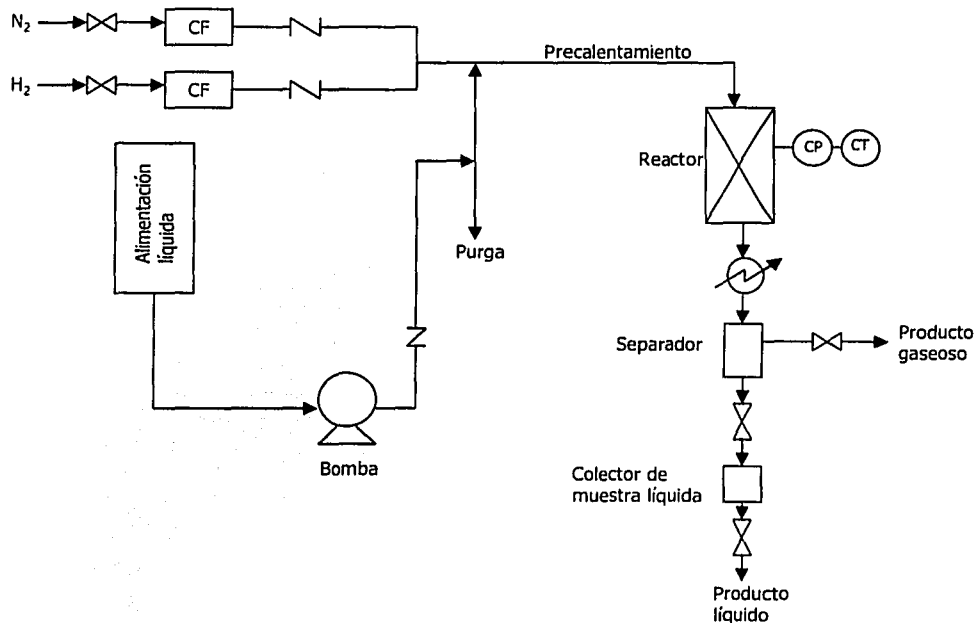 N₂
CF
H₂
CF
Precalentamiento
Alimentación
líquida
Reactor
CP
CT
Purga
Separador
Producto
gaseoso
Bomba
Colector de
muestra líquida
Producto
líquido